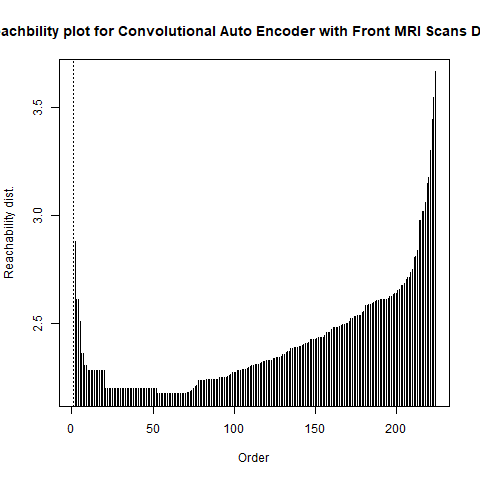 achbility plot for Convolutional Auto Encoder with Front MRI Scans D
Reachability dist.
3.5
3.0
2.5
0 50 100 150 200
Order